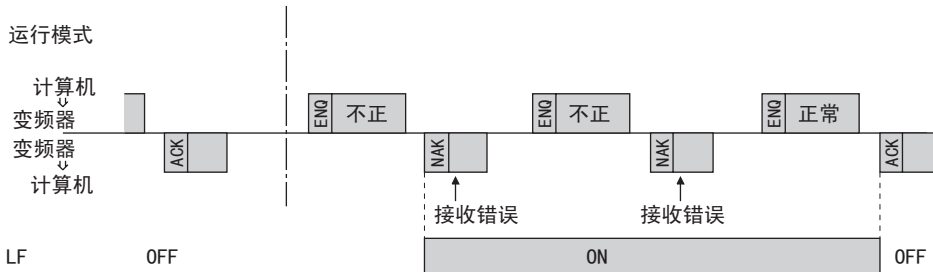 运行模式
计算机
变频器
变频器
计算机
ACK
ENQ 不正
NAK
接收错误
ENQ 不正
NAK
接收错误
ENQ 正常
ACK
LF OFF ON OFF